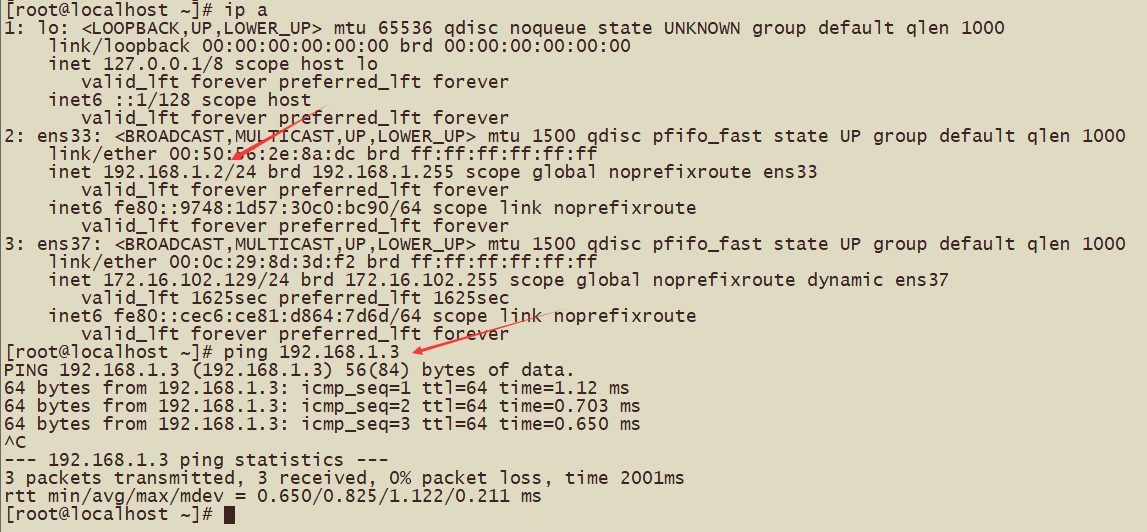 [root@localhost ~]# ip a
1: lo: <LOOPBACK,UP,LOWER_UP> mtu 65536 qdisc noqueue state UNKNOWN group default qlen 1000
    link/loopback 00:00:00:00:00:00 brd 00:00:00:00:00:00
    inet 127.0.0.1/8 scope host lo
       valid_lft forever preferred_lft forever
    inet6 ::1/128 scope host
       valid_lft forever preferred_lft forever
2: ens33: <BROADCAST,MULTICAST,UP,LOWER_UP> mtu 1500 qdisc pfifo_fast state UP group default qlen 1000
    link/ether 00:50:56:2e:8a:dc brd ff:ff:ff:ff:ff:ff
    inet 192.168.1.2/24 brd 192.168.1.255 scope global noprefixroute ens33
       valid_lft forever preferred_lft forever
    inet6 fe80::9748:1d57:30c0:bc90/64 scope link noprefixroute
       valid_lft forever preferred_lft forever
3: ens37: <BROADCAST,MULTICAST,UP,LOWER_UP> mtu 1500 qdisc pfifo_fast state UP group default qlen 1000
    link/ether 00:0c:29:8d:3d:f2 brd ff:ff:ff:ff:ff:ff
    inet 172.16.102.129/24 brd 172.16.102.255 scope global noprefixroute dynamic ens37
       valid_lft 1625sec preferred_lft 1625sec
    inet6 fe80::cec6:ce81:d864:7d6d/64 scope link noprefixroute
       valid_lft forever preferred_lft forever
[root@localhost ~]# ping 192.168.1.3
PING 192.168.1.3 (192.168.1.3) 56(84) bytes of data.
64 bytes from 192.168.1.3: icmp_seq=1 ttl=64 time=1.12 ms
64 bytes from 192.168.1.3: icmp_seq=2 ttl=64 time=0.703 ms
64 bytes from 192.168.1.3: icmp_seq=3 ttl=64 time=0.650 ms
^C
--- 192.168.1.3 ping statistics ---
3 packets transmitted, 3 received, 0% packet loss, time 2001ms
rtt min/avg/max/mdev = 0.650/0.825/1.122/0.211 ms
[root@localhost ~]#